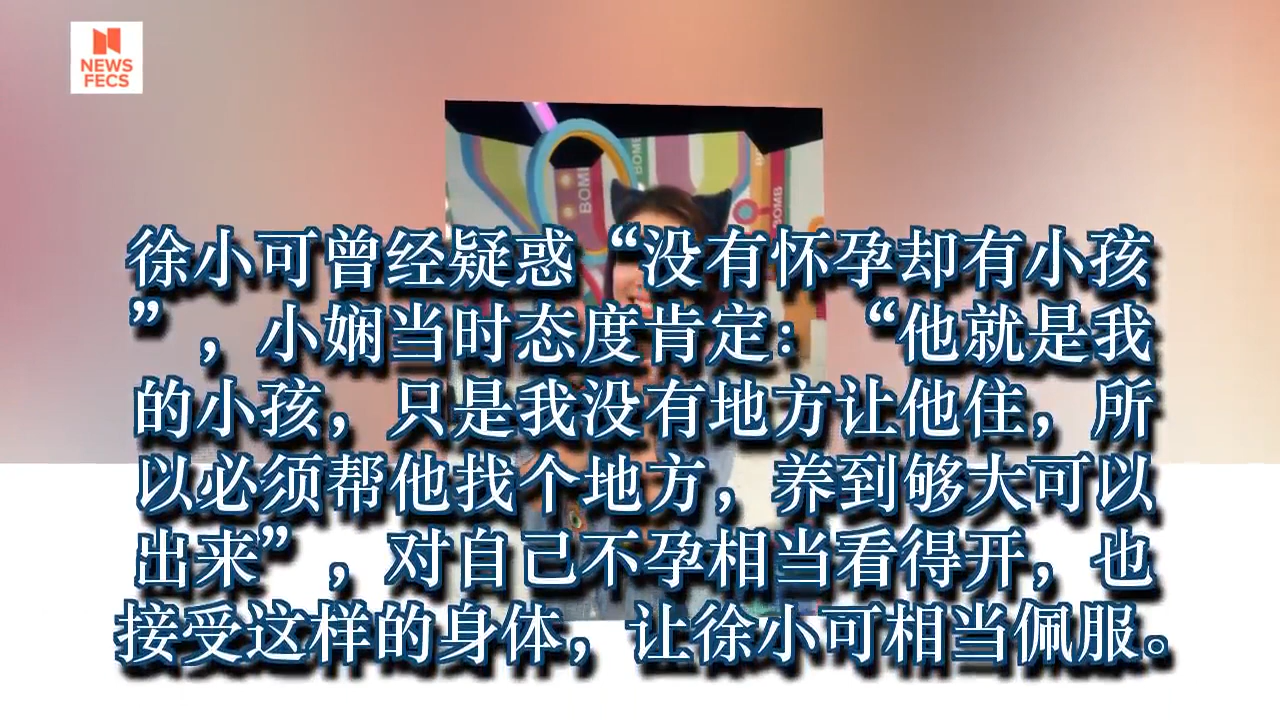 NEWS
FECS
BOMB
BOMB
徐小可曾经疑惑“没有怀孕却有小孩
”，小娴当时态度肯定：“他就是我
的小孩，只是我没有地方让他住，所
以必须帮他找个地方，养到够大可以
出来”，对自己不孕相当看得开，也
接受这样的身体，让徐小可相当佩服。